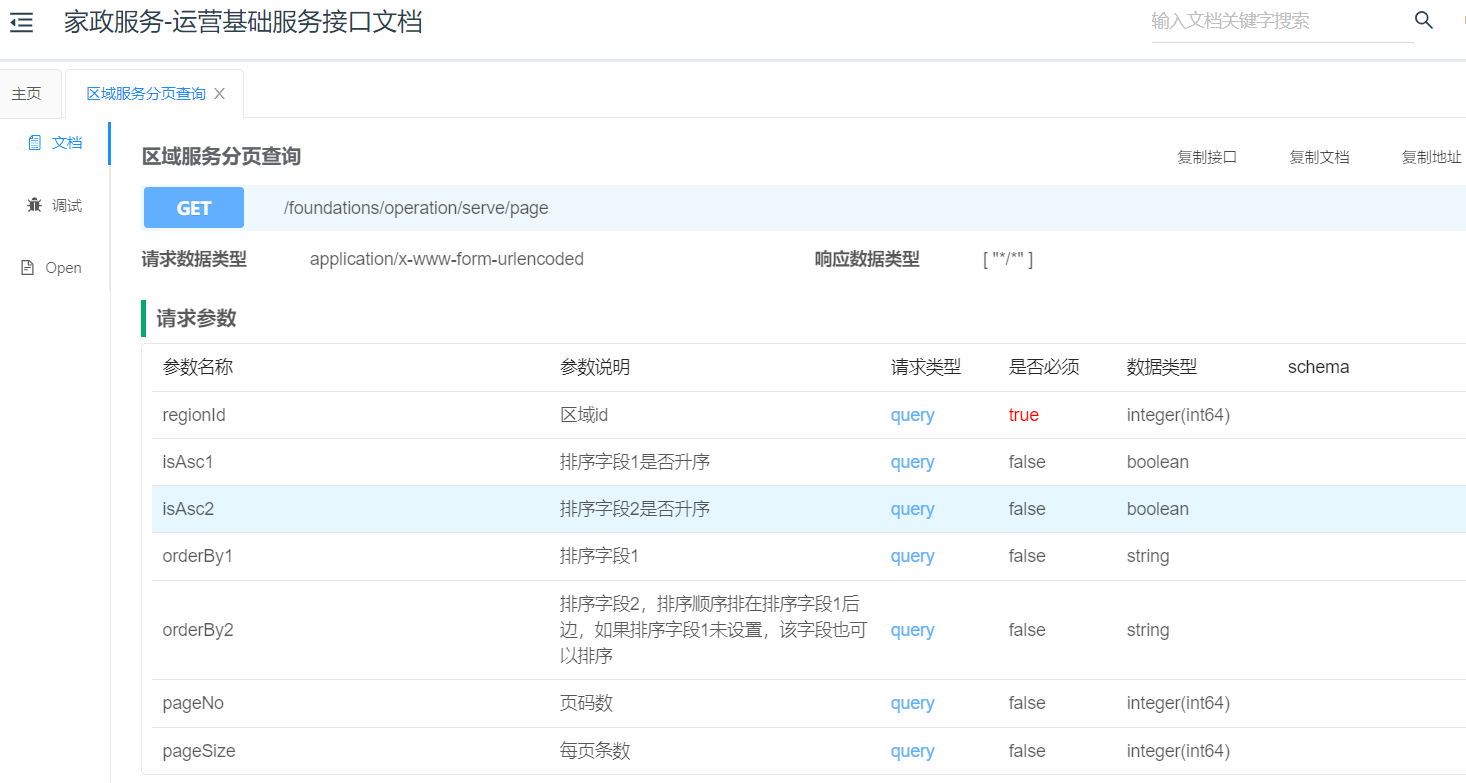 家政服务-运营基础服务接口文档
输入文档关键字搜索
主页
区域服务分页查询
文档
调试
Open
区域服务分页查询
复制接口 复制文档 复制地址
GET /foundations/operation/serve/page
请求数据类型 application/x-www-form-urlencoded 响应数据类型 [ "*/*" ]
请求参数
参数名称 参数说明 请求类型 是否必须 数据类型 schema
regionId 区域id query true integer(int64)
isAsc1 排序字段1是否升序 query false boolean
isAsc2 排序字段2是否升序 query false boolean
orderBy1 排序字段1 query false string
orderBy2 排序字段2，排序顺序排在排序字段1后
边，如果排序字段1未设置，该字段也可
以排序 query false string
pageNo 页码数 query false integer(int64)
pageSize 每页条数 query false integer(int64)